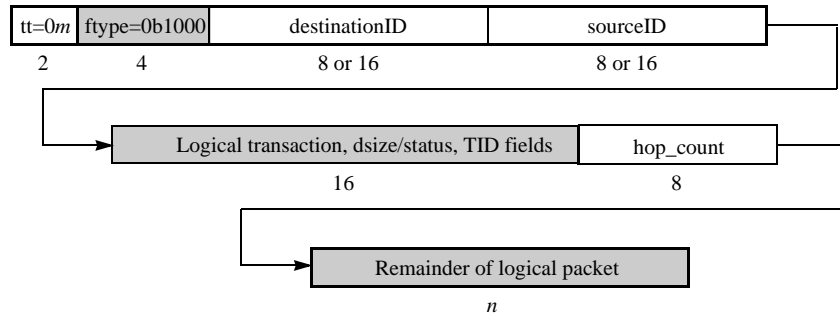 tt=0m ftype=0b1000 destinationID sourceID
2 4 8 or 16 8 or 16
Logical transaction, dsize/status, TID fields hop_count
16 8
Remainder of logical packet
n